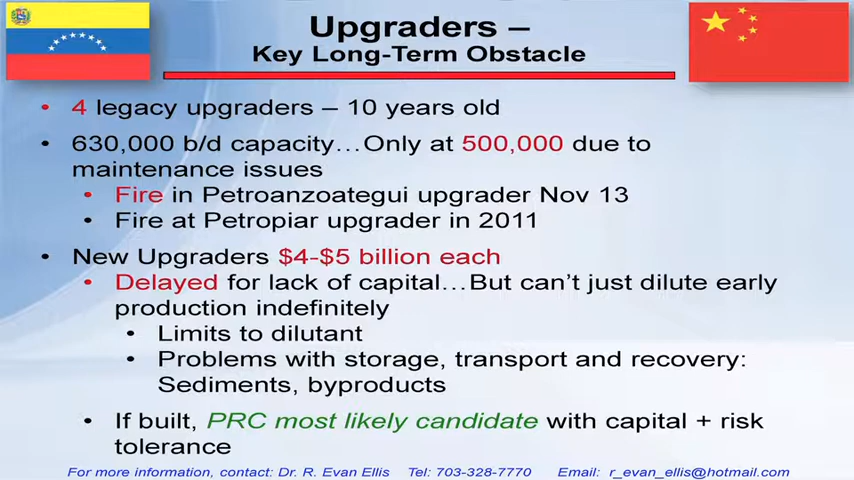 Upgraders –
Key Long-Term Obstacle
• 4 legacy upgraders – 10 years old
• 630,000 b/d capacity…Only at 500,000 due to
maintenance issues
• Fire in Petroanzoategui upgrader Nov 13
• Fire at Petropiar upgrader in 2011
• New Upgraders $4-$5 billion each
• Delayed for lack of capital…But can't just dilute early
production indefinitely
• Limits to dilutant
• Problems with storage, transport and recovery:
Sediments, byproducts
• If built, PRC most likely candidate with capital + risk
tolerance
For more information, contact: Dr. R. Evan Ellis Tel: 703-328-7770 Email: r_evan_ellis@hotmail.com